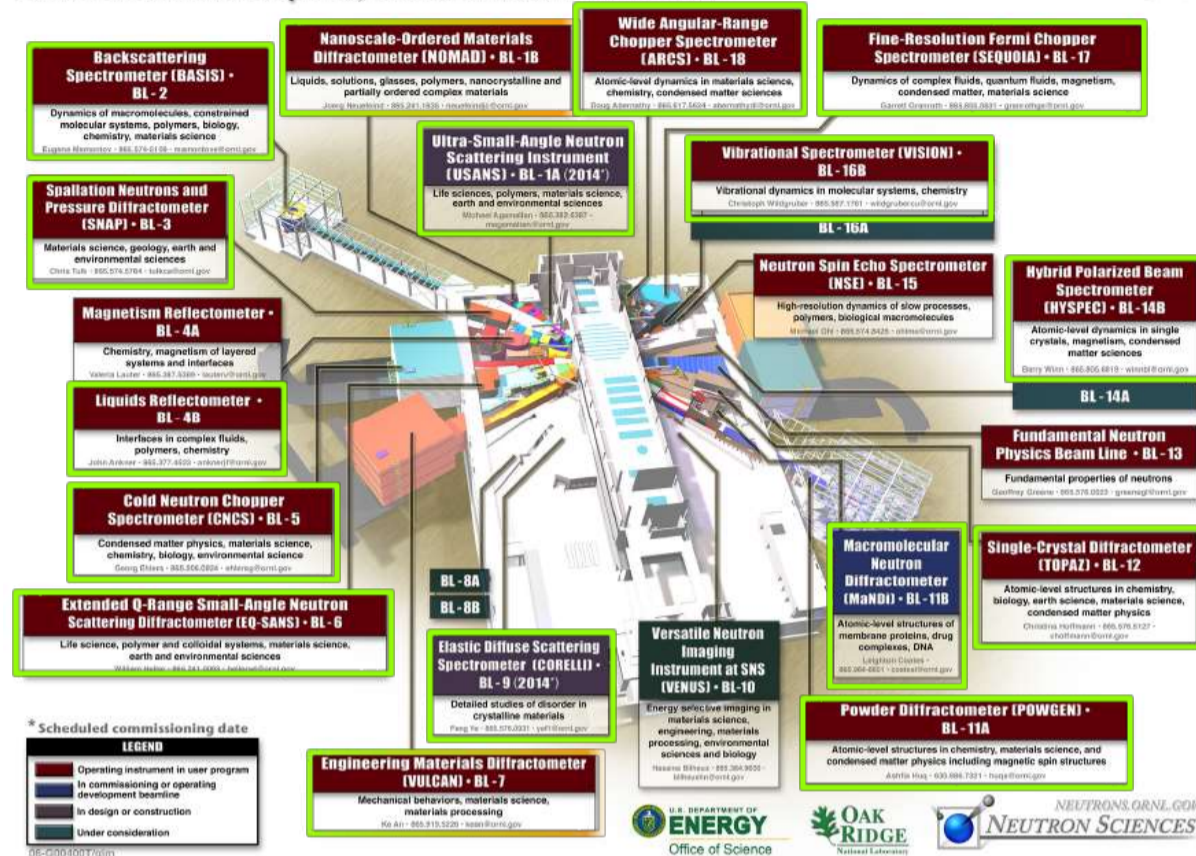 Backscattering
Spectrometer (BASIS) •
BL-2
Dynamics of macromolecules, constrained
molecular systems, polymers, biology,
chemistry, materials science
Nanoscale-Ordered Materials
Diffractometer (NOMAD) • BL-1B
Liquids, solutions, glasses, polymers, nanocrystalline and
partially ordered complex materials
Wide Angular-Range
Chopper Spectrometer
(ARCS) • BL-18
Atomic-level dynamics in materials science,
chemistry, condensed matter sciences
Fine-Resolution Fermi Chopper
Spectrometer (SEQUOIA) • BL-17
Dynamics of complex fluids, quantum fluids, magnetism,
condensed matter, materials science
Ultra-Small-Angle Neutron
Scattering Instrument
(USANS) • BL-1A (2014*)
Life sciences, polymers, materials science,
earth and environmental sciences
Vibrational Spectrometer (VISION) •
BL-16B
Vibrational dynamics in molecular systems, chemistry
BL-16A
Spallation Neutrons and
Pressure Diffractometer
(SNAP) • BL-3
Materials science, geology, earth and
environmental sciences
Neutron Spin Echo Spectrometer
(NSE) • BL-15
High-resolution dynamics of slow processes,
polymers, biological macromolecules
Hybrid Polarized Beam
Spectrometer
(HYSPEC) • BL-14B
Atomic-level dynamics in single
crystals, magnetism, condensed
matter sciences
BL-14A
Magnetism Reflectometer •
BL-4A
Chemistry, magnetism of layered
systems and interfaces
Liquids Reflectometer •
BL-4B
Interfaces in complex fluids,
polymers, chemistry
Fundamental Neutron
Physics Beam Line • BL-13
Fundamental properties of neutrons
Cold Neutron Chopper
Spectrometer (CNCS) • BL-5
Condensed matter physics, materials science,
chemistry, biology, environmental science
BL-8A
BL-8B
Macromolecular
Neutron
Diffractometer
(MaNDi) • BL-11B
Atomic-level structures of
membrane proteins, drug
complexes, DNA
Single-Crystal Diffractometer
(TOPAZ) • BL-12
Atomic-level structures in chemistry,
biology, earth science, materials science,
condensed matter physics
Extended Q-Range Small-Angle Neutron
Scattering Diffractometer (EQ-SANS) • BL-6
Life science, polymer and colloidal systems, materials science,
earth and environmental sciences
Elastic Diffuse Scattering
Spectrometer (CORELLI) •
BL-9 (2014*)
Detailed studies of disorder in
crystalline materials
Versatile Neutron
Imaging
Instrument at SNS
(VENUS) • BL-10
Energy selective imaging in
materials science,
engineering, materials
processing, environmental
sciences and biology
Powder Diffractometer (POWGEN) •
BL-11A
Atomic-level structures in chemistry, materials science, and
condensed matter physics including magnetic spin structures
Engineering Materials Diffractometer
(VULCAN) • BL-7
Mechanical behaviors, materials science,
materials processing
* Scheduled commissioning date
LEGEND
Operating instrument in user program
In commissioning or operating
development beamline
In design or construction
Under consideration
U.S. DEPARTMENT OF
ENERGY
Office of Science
OAK
RIDGE
National Laboratory
NEUTRONS.ORNL.GOV
NEUTRON SCIENCES